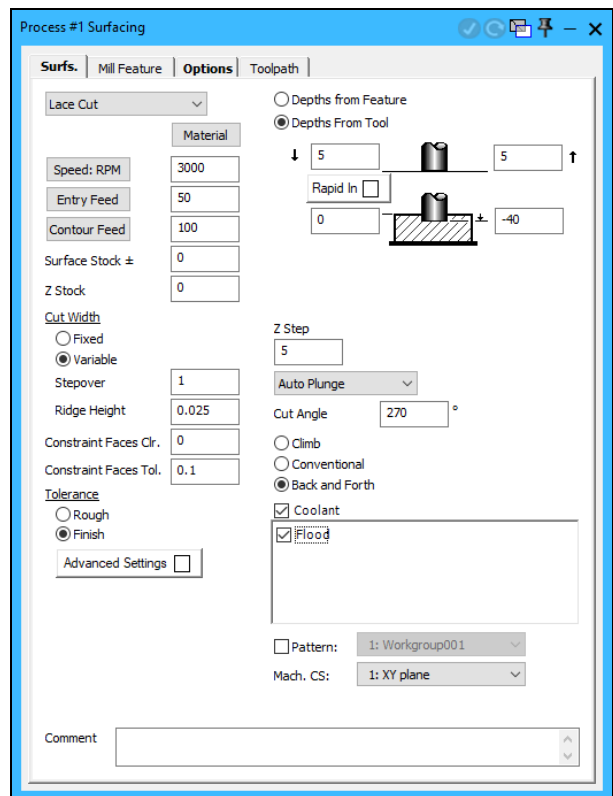 Process #1 Surfacing
Surfs. Mill Feature Options Toolpath
Lace Cut
Material
Speed: RPM 3000
Entry Feed 50
Contour Feed 100
Surface Stock ± 0
Z Stock 0
Cut Width
Fixed
Variable
Stepover 1
Ridge Height 0.025
Constraint Faces Clr. 0
Constraint Faces Tol. 0.1
Tolerance
Rough
Finish
Advanced Settings
Depths from Feature
Depths From Tool
5 5
Rapid In
0 -40
Z Step
5
Auto Plunge
Cut Angle 270 °
Climb
Conventional
Back and Forth
Coolant
Flood
Pattern: 1: Workgroup001
Mach. CS: 1: XY plane
Comment